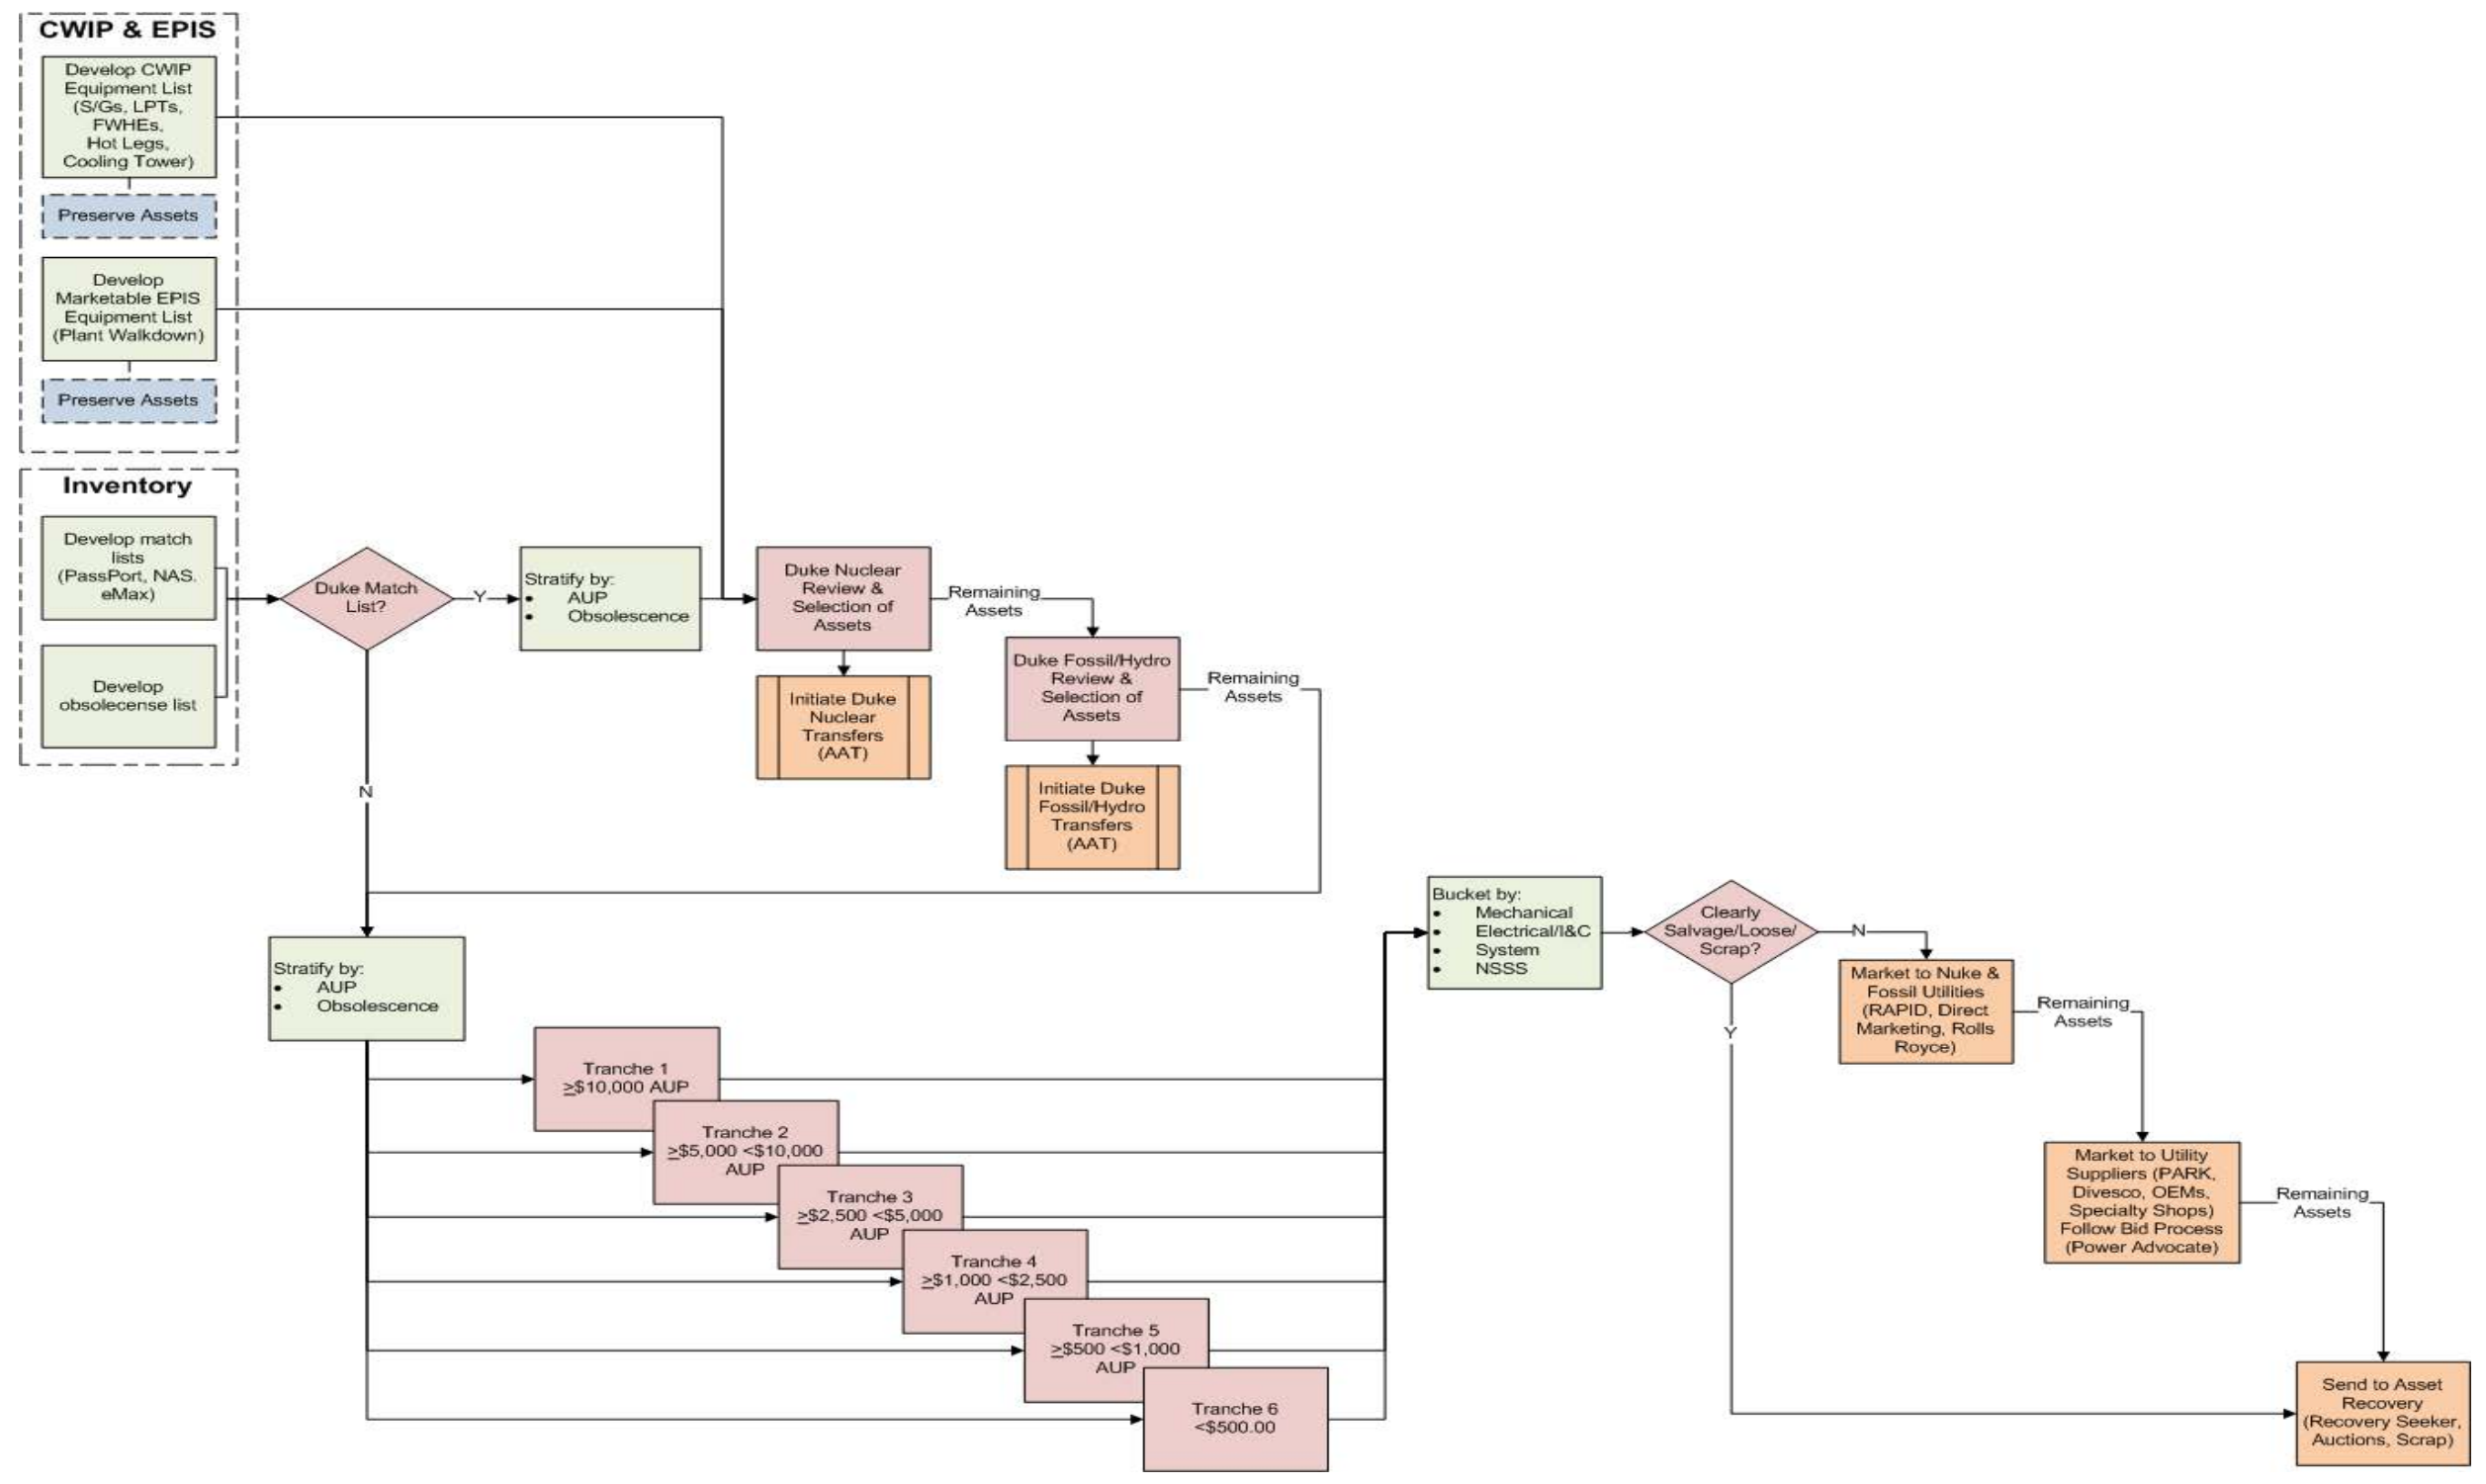 CWIP & EPIS
Develop CWIP
Equipment List
(S/Gs, LPTs,
FWHEs,
Hot Legs,
Cooling Tower)
Preserve Assets
Develop
Marketable EPIS
Equipment List
(Plant Walkdown)
Preserve Assets
Inventory
Develop match
lists
(PassPort, NAS.
eMax)
Develop
obsolecense list
Duke Match
List?
Y
N
Stratify by:
• AUP
• Obsolescence
Duke Nuclear
Review &
Selection of
Assets
Remaining
Assets
Initiate Duke
Nuclear
Transfers
(AAT)
Duke Fossil/Hydro
Review &
Selection of
Assets
Remaining
Assets
Initiate Duke
Fossil/Hydro
Transfers
(AAT)
Stratify by:
• AUP
• Obsolescence
Tranche 1
≥$10,000 AUP
Tranche 2
≥$5,000 <$10,000
AUP
Tranche 3
≥$2,500 <$5,000
AUP
Tranche 4
≥$1,000 <$2,500
AUP
Tranche 5
≥$500 <$1,000
AUP
Tranche 6
<$500.00
Bucket by:
• Mechanical
• Electrical/I&C
• System
• NSSS
Clearly
Salvage/Loose/
Scrap?
N
Y
Market to Nuke &
Fossil Utilities
(RAPID, Direct
Marketing, Rolls
Royce)
Remaining
Assets
Market to Utility
Suppliers (PARK,
Divesco, OEMs,
Specialty Shops)
Follow Bid Process
(Power Advocate)
Remaining
Assets
Send to Asset
Recovery
(Recovery Seeker,
Auctions, Scrap)